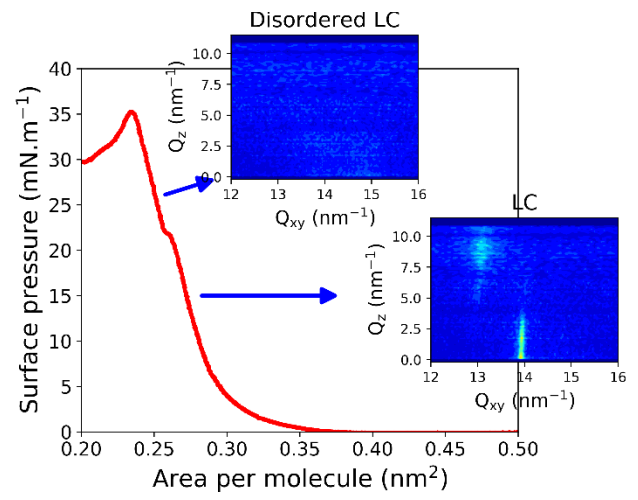 Disordered LC
Q_z (nm⁻¹)
10.0
7.5
5.0
2.5
0.0
12 13 14 15 16
Q_xy (nm⁻¹)
LC
Q_z (nm⁻¹)
10.0
7.5
5.0
2.5
0.0
12 13 14 15 16
Q_xy (nm⁻¹)
Surface pressure (mN.m⁻¹)
40
35
30
25
20
15
10
5
0
0.20 0.25 0.30 0.35 0.40 0.45 0.50
Area per molecule (nm²)